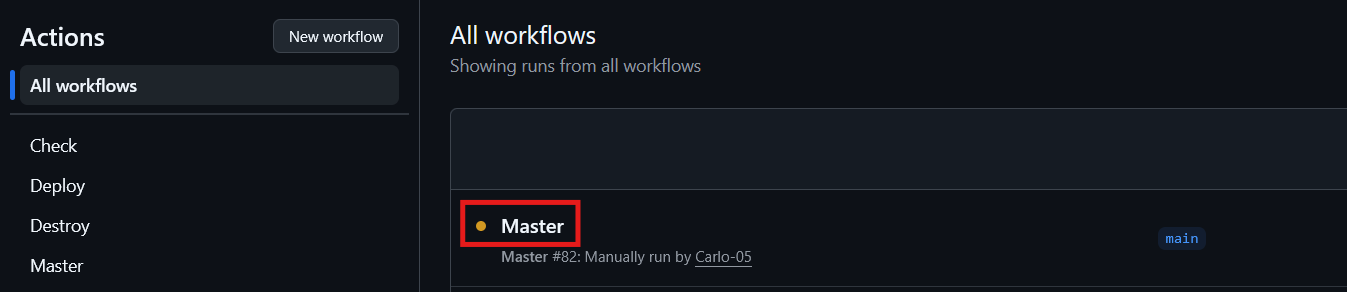 Actions
New workflow
All workflows
Check
Deploy
Destroy
Master
All workflows
Showing runs from all workflows
Master
Master #82: Manually run by Carlo-05
main